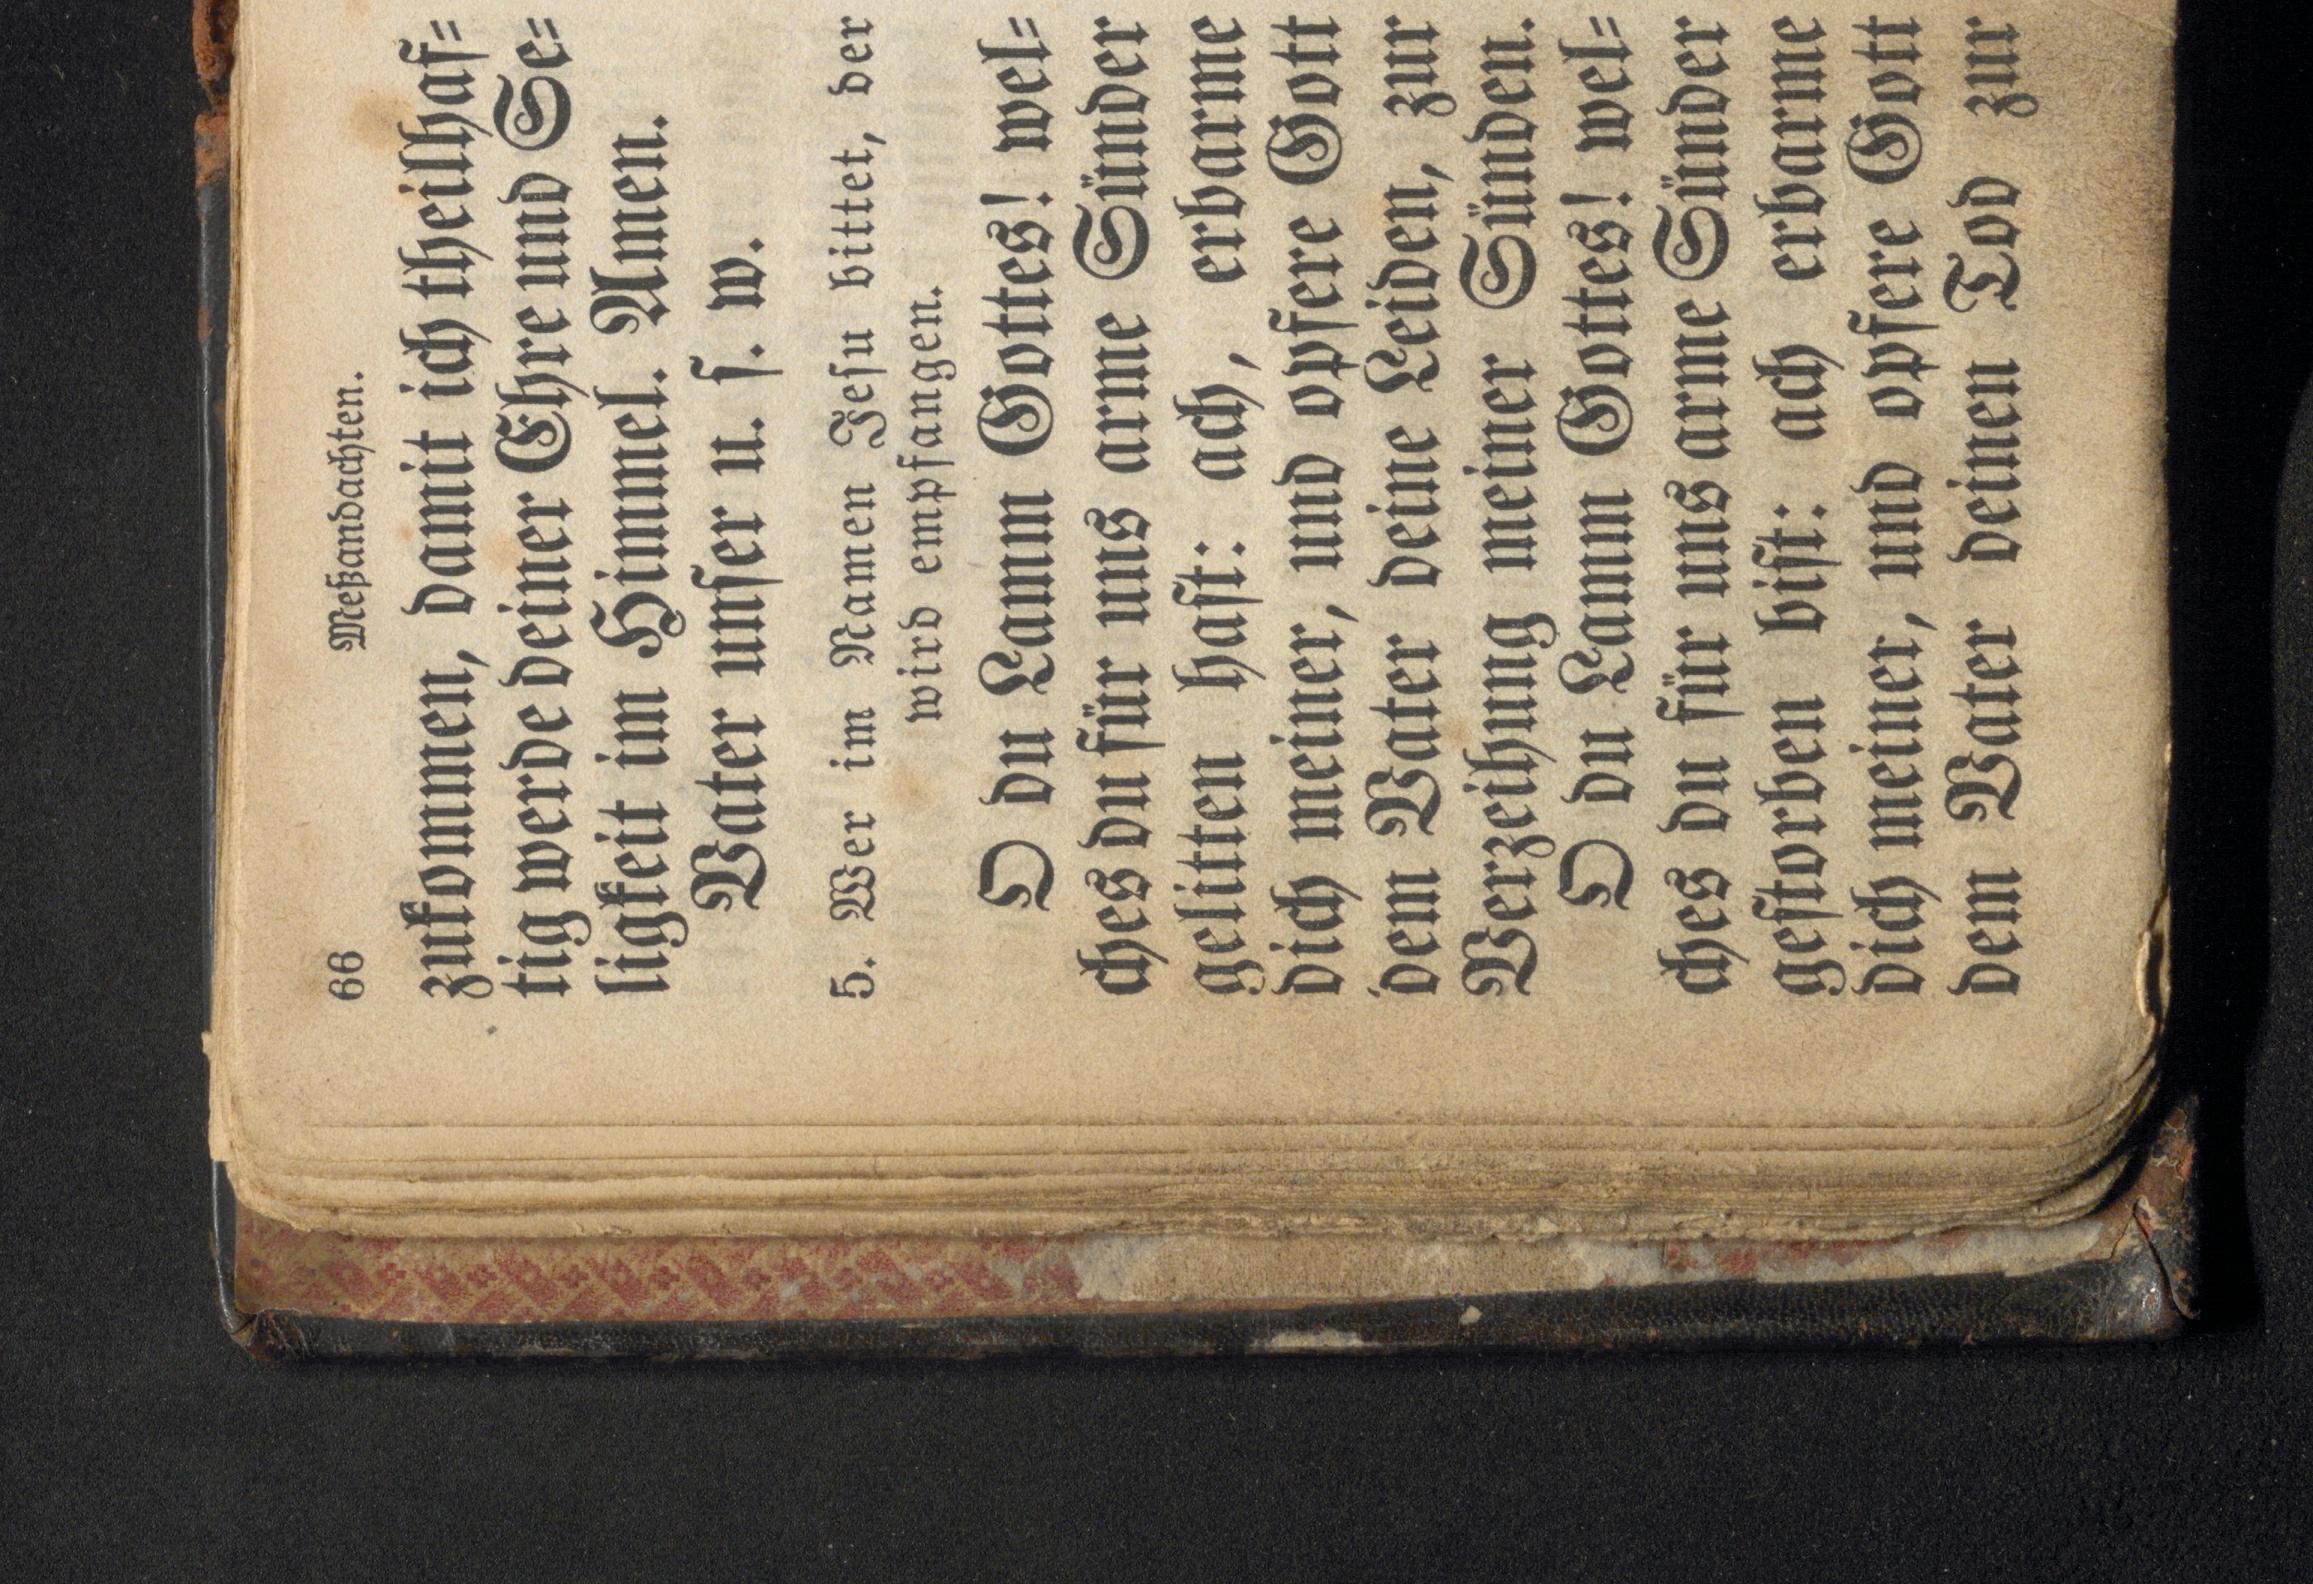 66 Meßandachten.
zukommen, damit ich theilhaf=
tig werde deiner Ehre und Se=
ligkeit im Himmel. Amen.
Vater unser u. s. w.
5. Wer im Namen Jesu bittet, der
wird empfangen.
O du Lamm Gottes! wel=
ches du für uns arme Sünder
gelitten hast: ach, erbarme
dich meiner, und opfere Gott
dem Vater deine Leiden, zur
Verzeihung meiner Sünden.
O du Lamm Gottes! wel=
ches du für uns arme Sünder
gestorben bist: ach erbarme
dich meiner, und opfere Gott
dem Vater deinen Tod zur